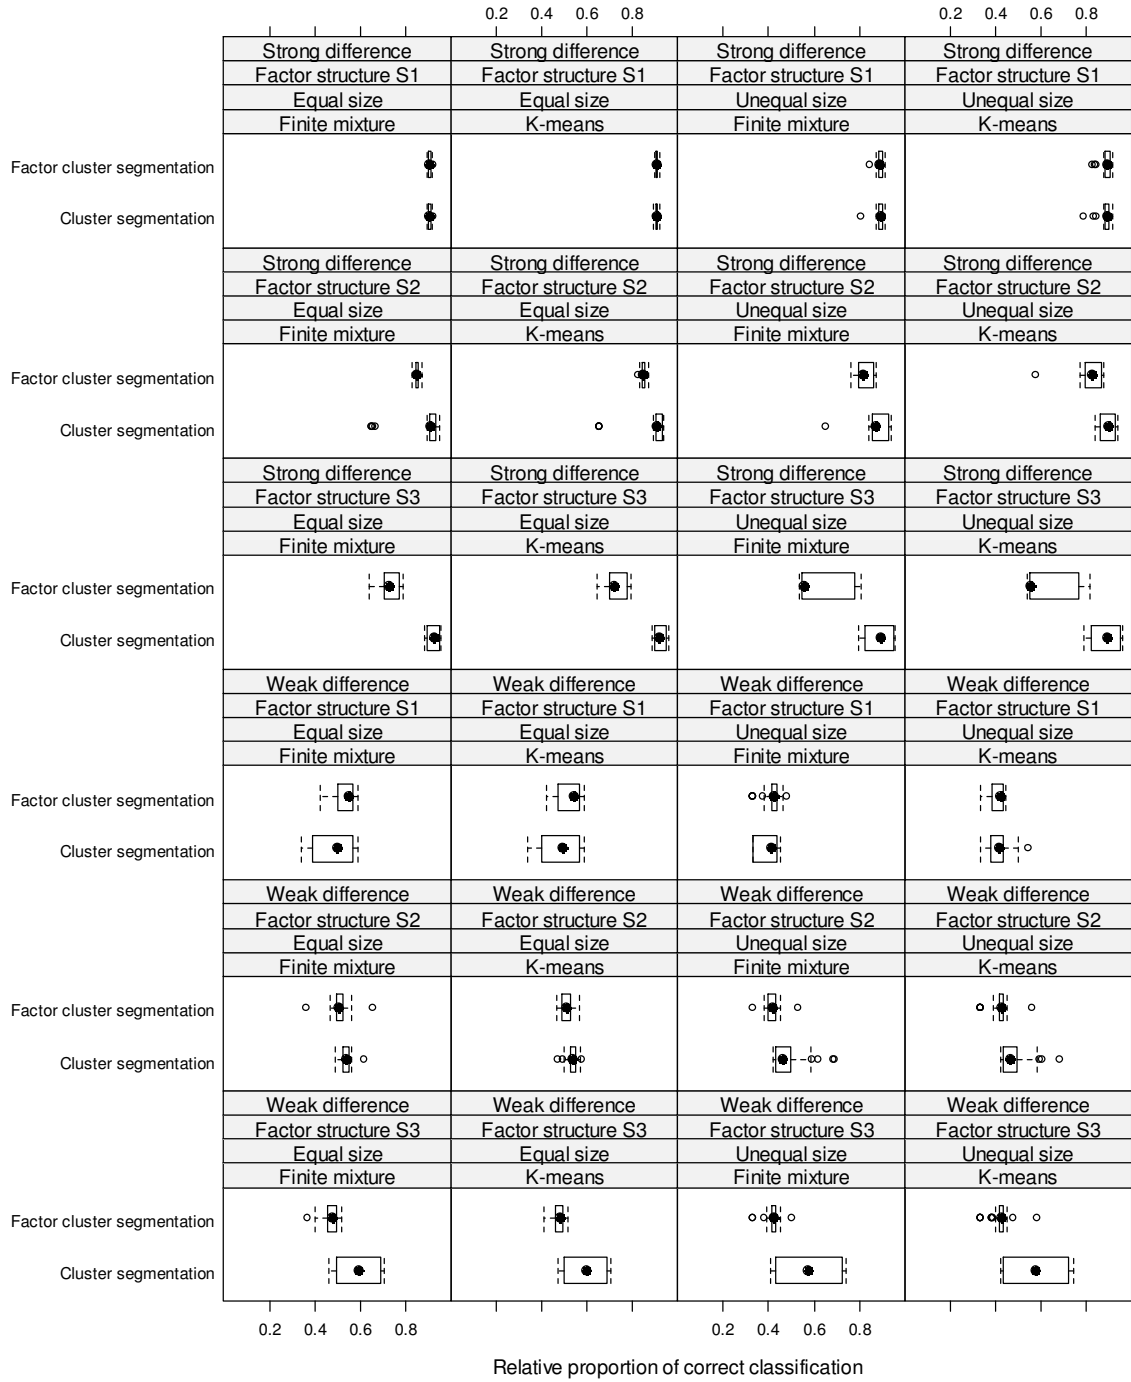 0.2 0.4 0.6 0.8 0.2 0.4 0.6 0.8
Strong difference Strong difference Strong difference Strong difference
Factor structure S1 Factor structure S1 Factor structure S1 Factor structure S1
Equal size Equal size Unequal size Unequal size
Finite mixture K-means Finite mixture K-means
Factor cluster segmentation
Cluster segmentation
Strong difference Strong difference Strong difference Strong difference
Factor structure S2 Factor structure S2 Factor structure S2 Factor structure S2
Equal size Equal size Unequal size Unequal size
Finite mixture K-means Finite mixture K-means
Factor cluster segmentation
Cluster segmentation
Strong difference Strong difference Strong difference Strong difference
Factor structure S3 Factor structure S3 Factor structure S3 Factor structure S3
Equal size Equal size Unequal size Unequal size
Finite mixture K-means Finite mixture K-means
Factor cluster segmentation
Cluster segmentation
Weak difference Weak difference Weak difference Weak difference
Factor structure S1 Factor structure S1 Factor structure S1 Factor structure S1
Equal size Equal size Unequal size Unequal size
Finite mixture K-means Finite mixture K-means
Factor cluster segmentation
Cluster segmentation
Weak difference Weak difference Weak difference Weak difference
Factor structure S2 Factor structure S2 Factor structure S2 Factor structure S2
Equal size Equal size Unequal size Unequal size
Finite mixture K-means Finite mixture K-means
Factor cluster segmentation
Cluster segmentation
Weak difference Weak difference Weak difference Weak difference
Factor structure S3 Factor structure S3 Factor structure S3 Factor structure S3
Equal size Equal size Unequal size Unequal size
Finite mixture K-means Finite mixture K-means
Factor cluster segmentation
Cluster segmentation
0.2 0.4 0.6 0.8 0.2 0.4 0.6 0.8
Relative proportion of correct classification